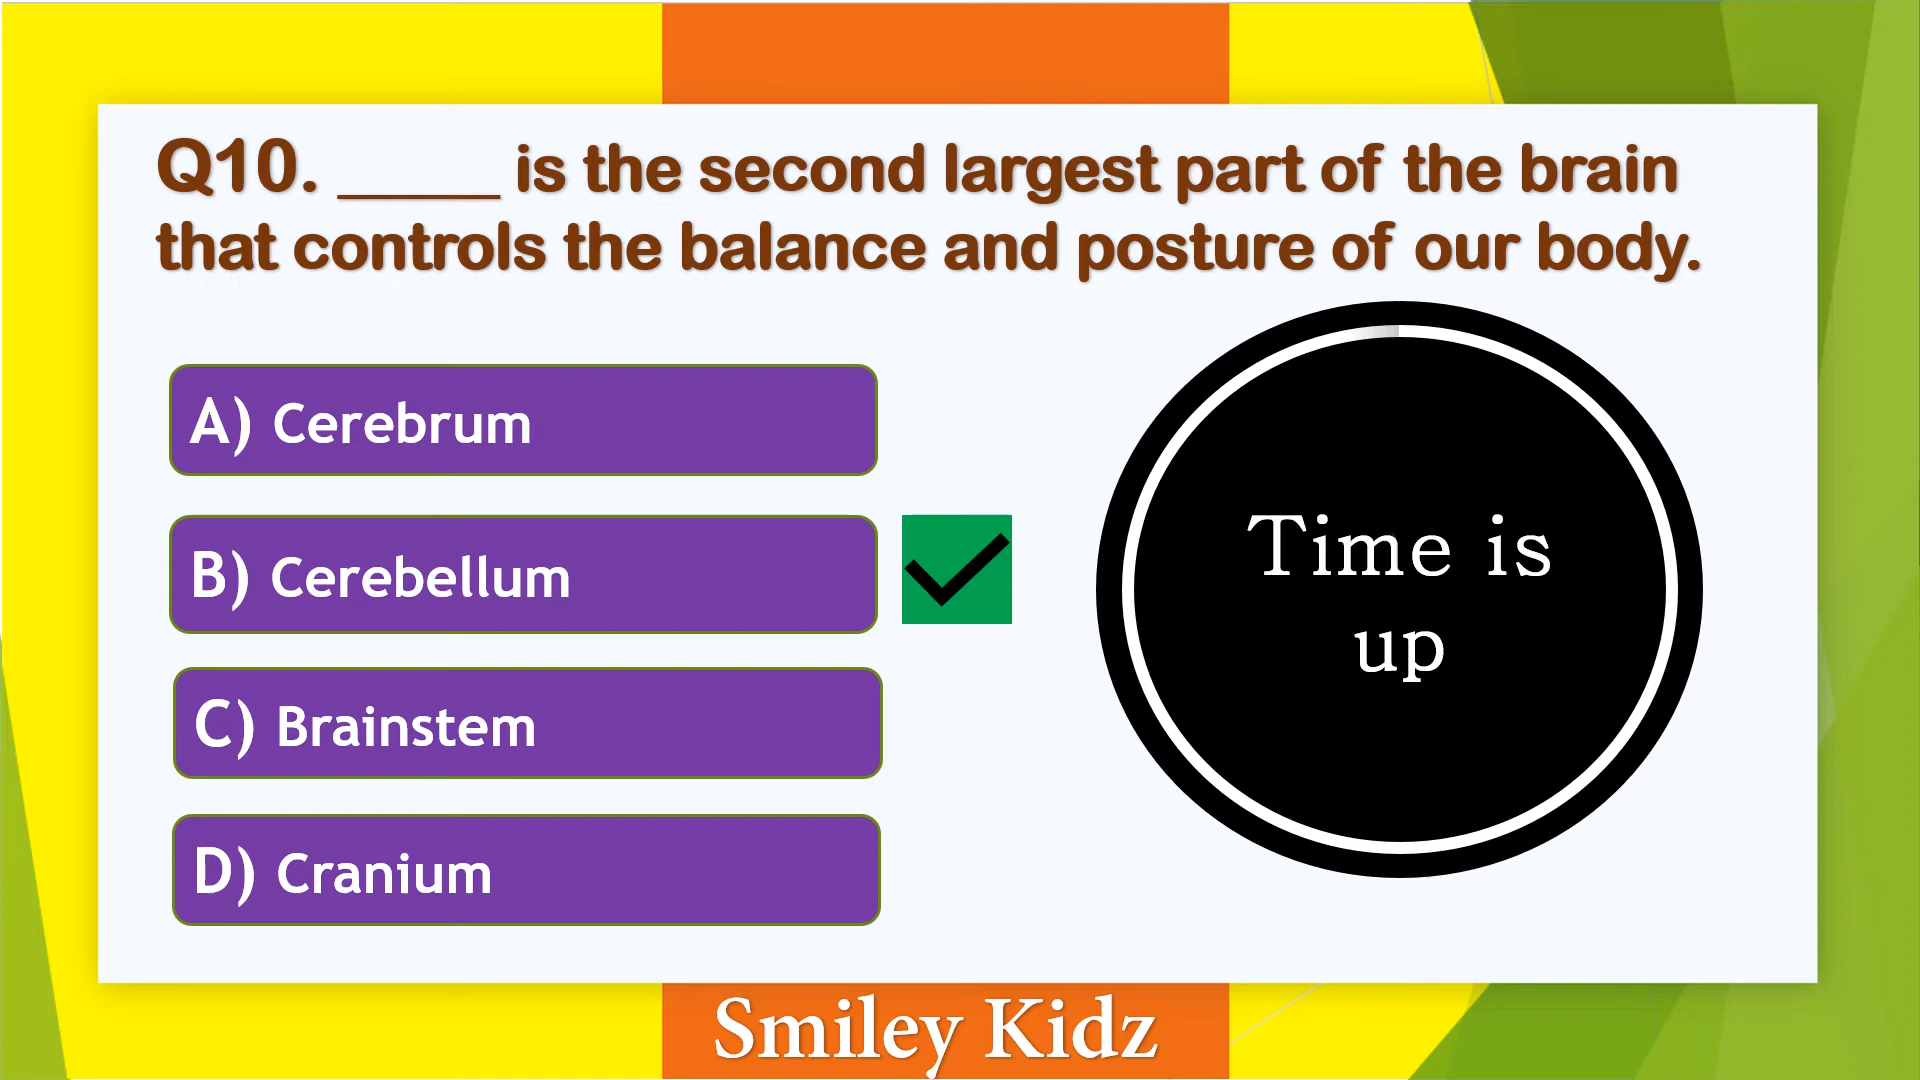 Q10. _____ is the second largest part of the brain
that controls the balance and posture of our body.
A) Cerebrum
B) Cerebellum
C) Brainstem
D) Cranium
Time is
up
Smiley Kidz